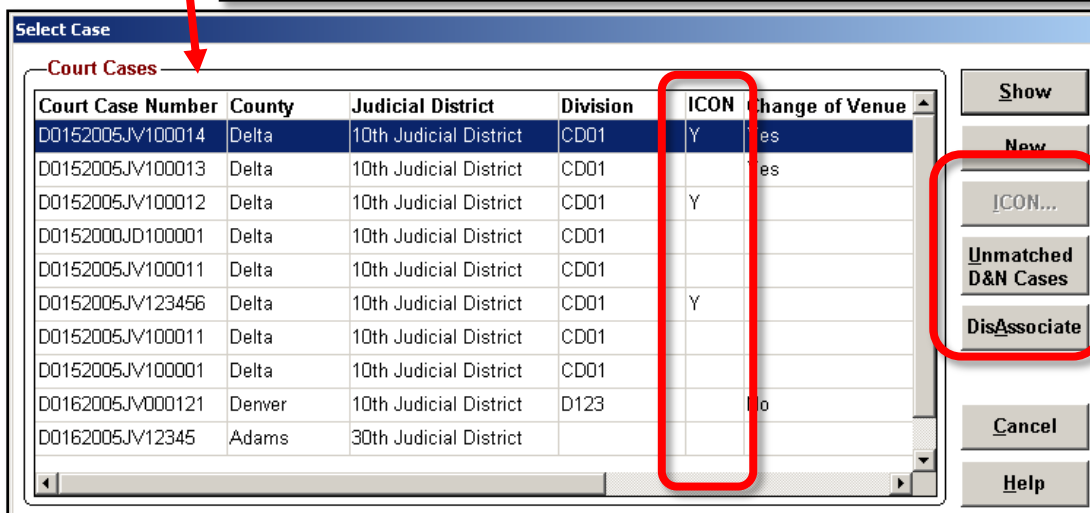 Select Case
Court Cases
Court Case Number County Judicial District Division ICON Change of Venue
D0152005JV100014 Delta 10th Judicial District CD01 Y Yes
D0152005JV100013 Delta 10th Judicial District CD01 Yes
D0152005JV100012 Delta 10th Judicial District CD01 Y
D0152000JD100001 Delta 10th Judicial District CD01
D0152005JV100011 Delta 10th Judicial District CD01
D0152005JV123456 Delta 10th Judicial District CD01 Y
D0152005JV100011 Delta 10th Judicial District CD01
D0152005JV100001 Delta 10th Judicial District CD01
D0162005JV000121 Denver 10th Judicial District D123 No
D0162005JV12345 Adams 30th Judicial District
Show
New
ICON...
Unmatched
D&N Cases
DisAssociate
Cancel
Help